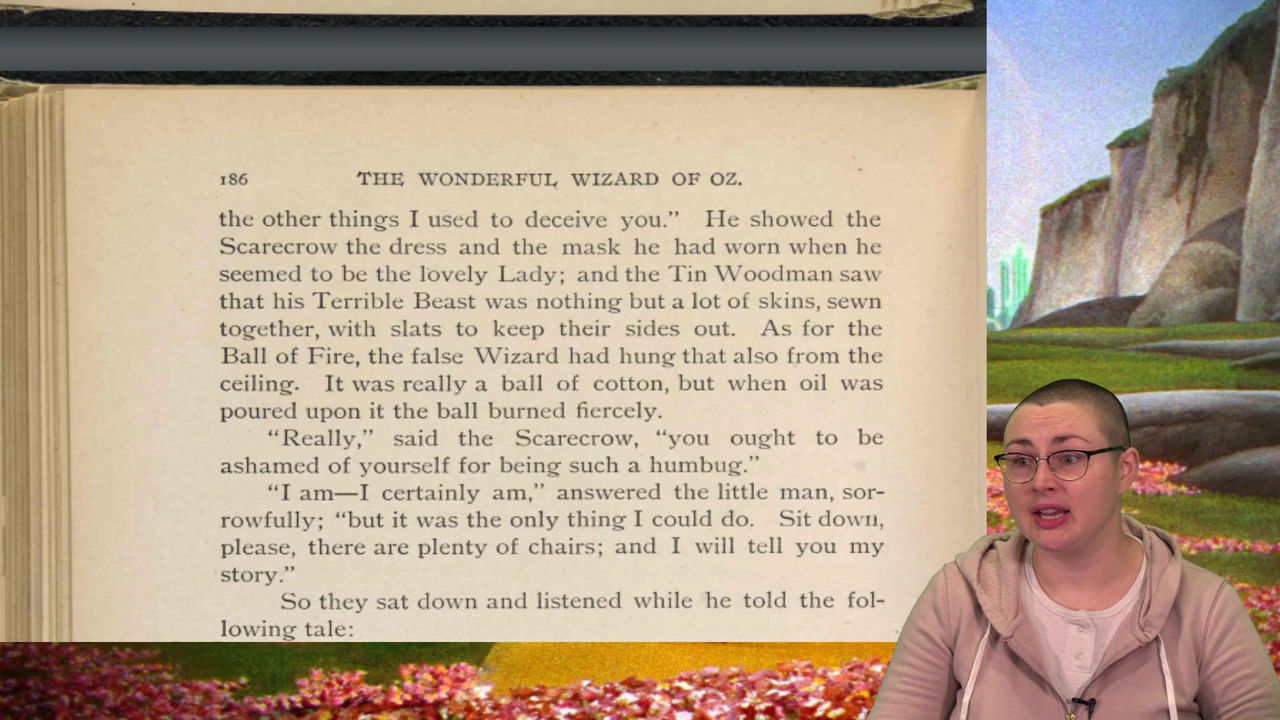 186 THE WONDERFUL WIZARD OF OZ.
the other things I used to deceive you.” He showed the
Scarecrow the dress and the mask he had worn when he
seemed to be the lovely Lady; and the Tin Woodman saw
that his Terrible Beast was nothing but a lot of skins, sewn
together, with slats to keep their sides out. As for the
Ball of Fire, the false Wizard had hung that also from the
ceiling. It was really a ball of cotton, but when oil was
poured upon it the ball burned fiercely.
“Really,” said the Scarecrow, “you ought to be
ashamed of yourself for being such a humbug.”
“I am—I certainly am,” answered the little man, sor-
rowfully; “but it was the only thing I could do. Sit down,
please, there are plenty of chairs; and I will tell you my
story.”
So they sat down and listened while he told the fol-
lowing tale: